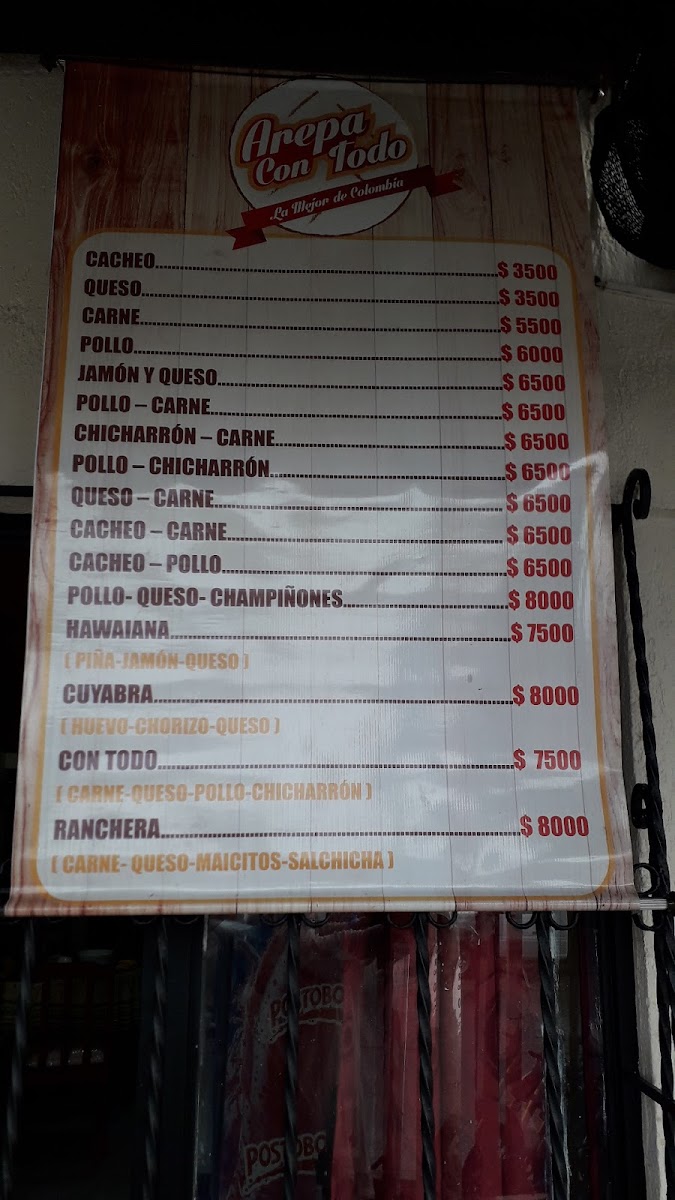 Arepa
Con Todo
La Mejor de Colombia
CACHEO........$ 3500
QUESO........$ 3500
CARNE........$ 5500
POLLO........$ 6000
JAMÓN Y QUESO........$ 6500
POLLO – CARNE........$ 6500
CHICHARRÓN – CARNE........$ 6500
POLLO – CHICHARRÓN........$ 6500
QUESO – CARNE........$ 6500
CACHEO – CARNE........$ 6500
CACHEO – POLLO........$ 6500
POLLO- QUESO- CHAMPIÑONES........$ 8000
HAWAIANA........$ 7500
( PIÑA-JAMÓN-QUESO )
CUYABRA........$ 8000
( HUEVO-CHORIZO-QUESO )
CON TODO........$ 7500
( CARNE-QUESO-POLLO-CHICHARRÓN )
RANCHERA........$ 8000
( CARNE- QUESO-MAICITOS-SALCHICHA )
POSTOBO
POSTOBO